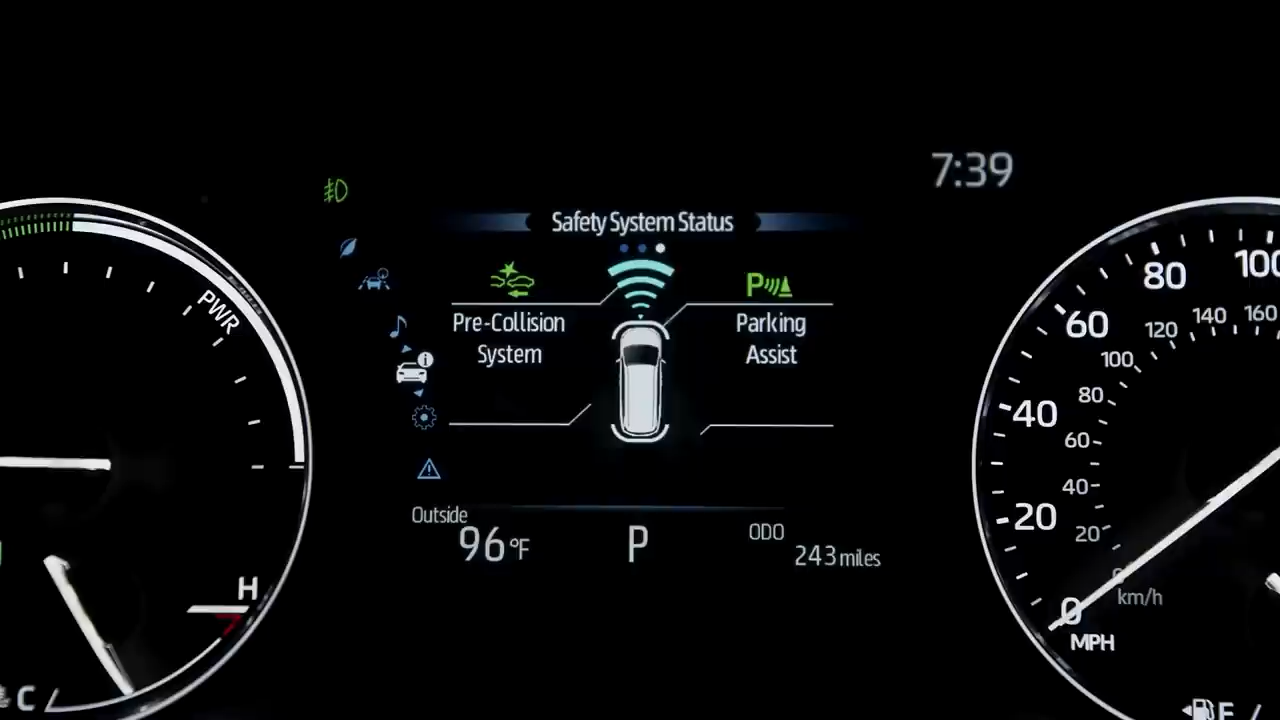 7:39
Safety System Status
Pre-Collision
System
Parking
Assist
Outside
96°F
P
ODO
243 miles
PWR
H
C
100
80
60
40
20
0
MPH
160
140
120
100
80
60
40
20
0
km/h
F
P
i